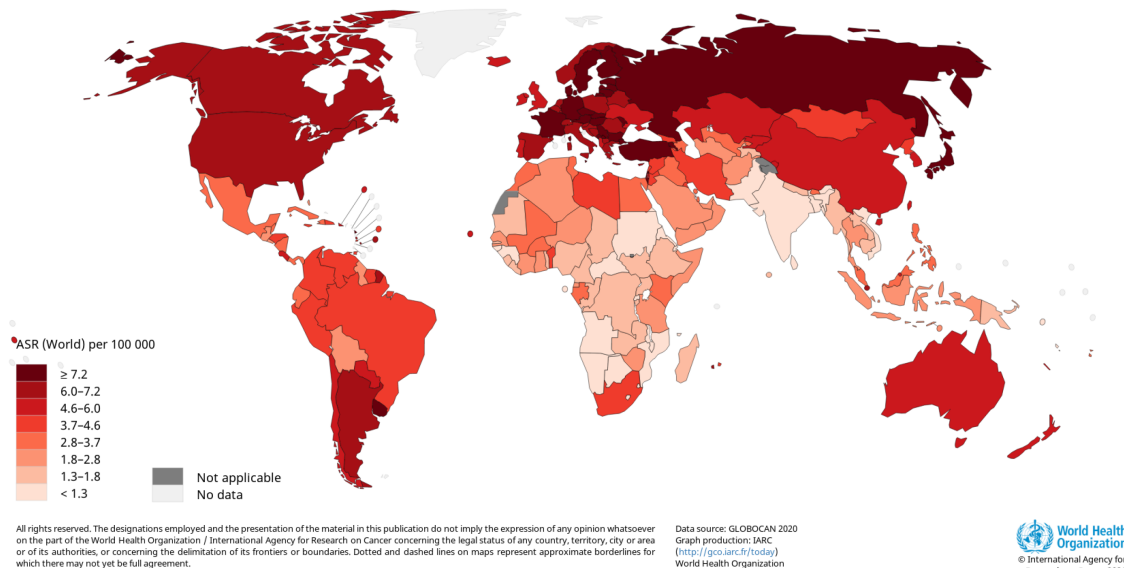 ASR (World) per 100 000
≥ 7.2
6.0–7.2
4.6–6.0
3.7–4.6
2.8–3.7
1.8–2.8
1.3–1.8
< 1.3
Not applicable
No data
All rights reserved. The designations employed and the presentation of the material in this publication do not imply the expression of any opinion whatsoever
on the part of the World Health Organization / International Agency for Research on Cancer concerning the legal status of any country, territory, city or area
or of its authorities, or concerning the delimitation of its frontiers or boundaries. Dotted and dashed lines on maps represent approximate borderlines for
which there may not yet be full agreement.
Data source: GLOBOCAN 2020
Graph production: IARC
(http://gco.iarc.fr/today)
World Health Organization
World Health
Organization
© International Agency for